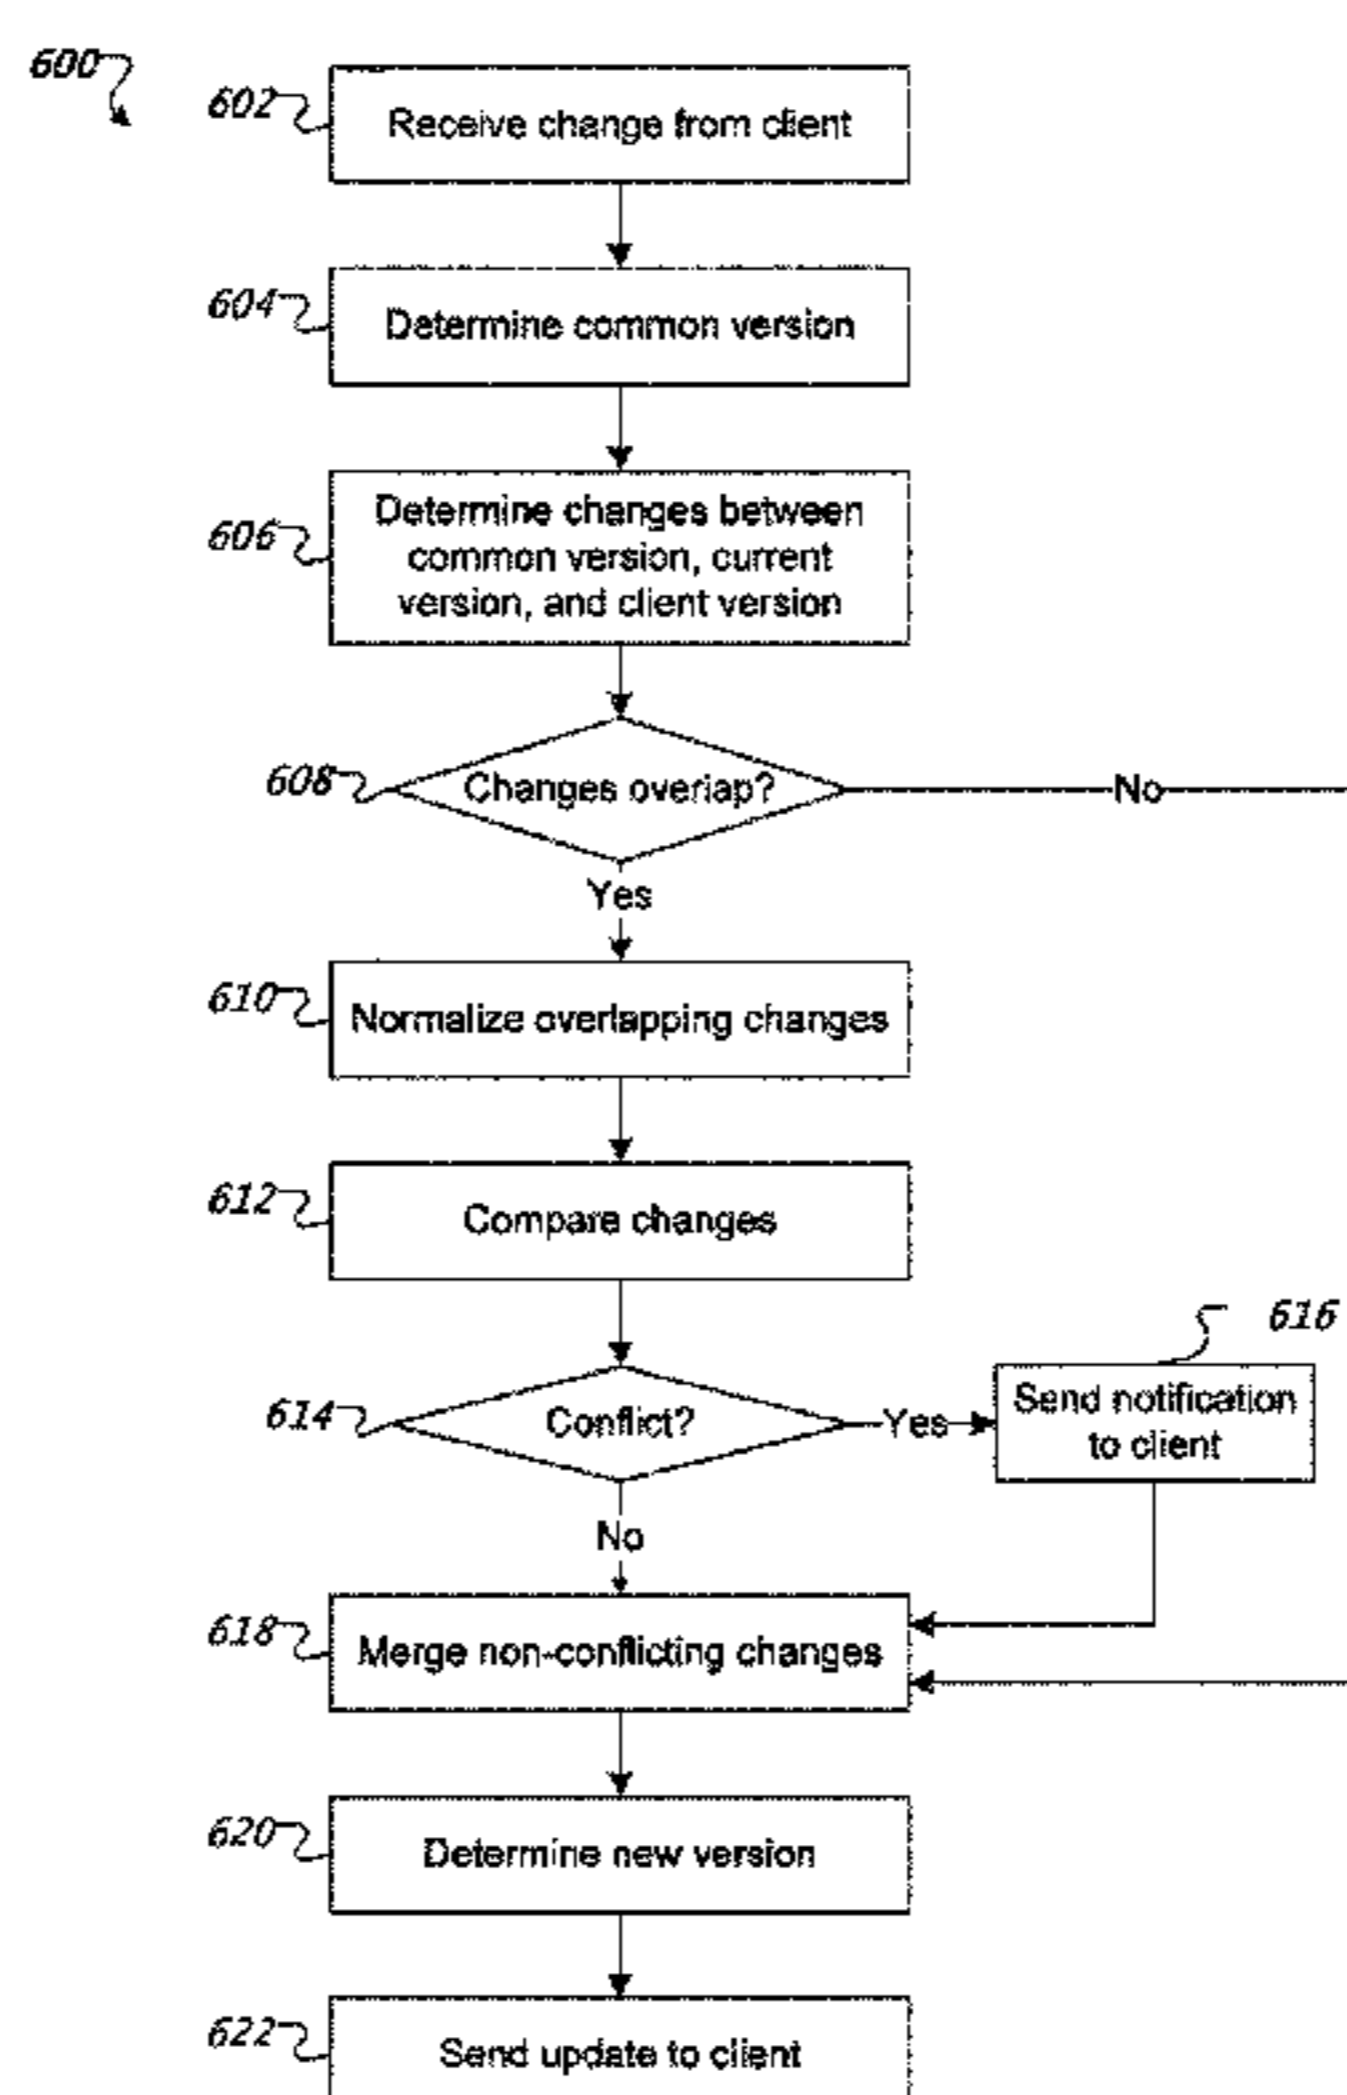 600
602
Receive change from client
604
Determine common version
606
Determine changes between
common version, current
version, and client version
608
Changes overlap?
No
Yes
610
Normalize overlapping changes
612
Compare changes
616
614
Conflict?
Yes
Send notification
to client
No
618
Merge non-conflicting changes
620
Determine new version
622
Send update to client